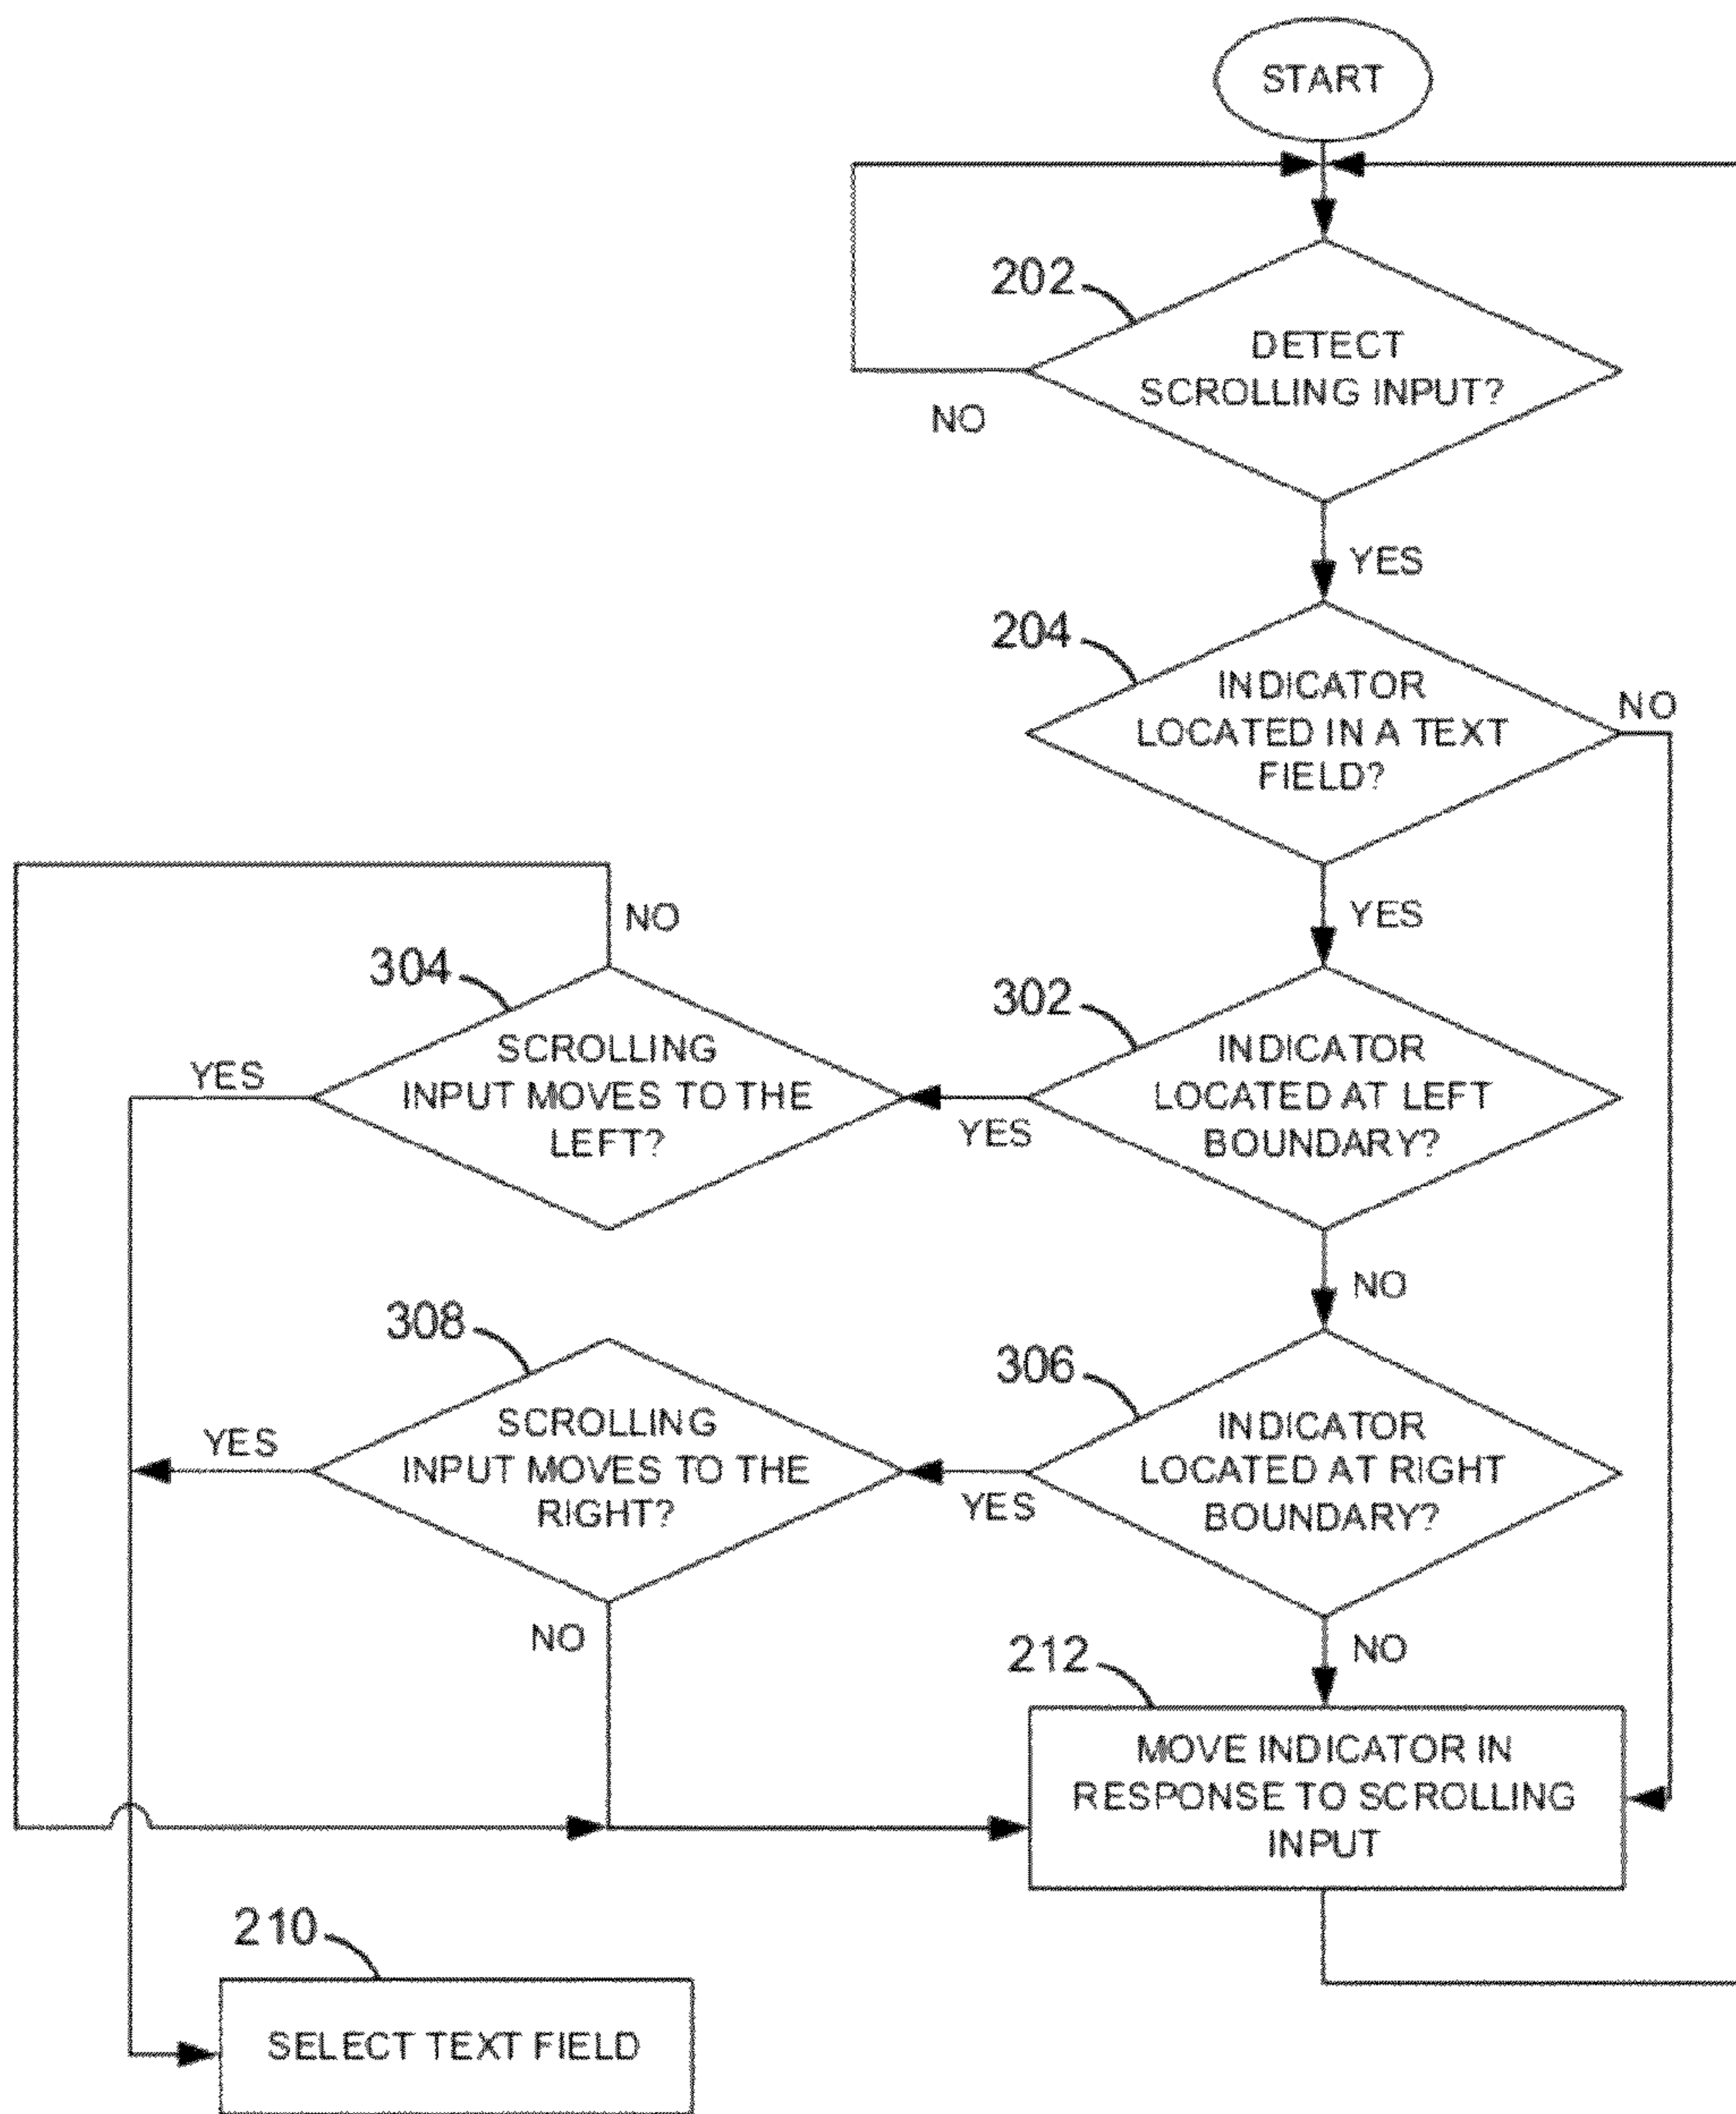 START
202
DETECT
SCROLLING INPUT?
NO
YES
204
INDICATOR
LOCATED IN A TEXT
FIELD?
NO
YES
302
INDICATOR
LOCATED AT LEFT
BOUNDARY?
YES
304
SCROLLING
INPUT MOVES TO THE
LEFT?
NO
YES
NO
306
INDICATOR
LOCATED AT RIGHT
BOUNDARY?
YES
308
SCROLLING
INPUT MOVES TO THE
RIGHT?
YES
NO
NO
212
MOVE INDICATOR IN
RESPONSE TO SCROLLING
INPUT
210
SELECT TEXT FIELD